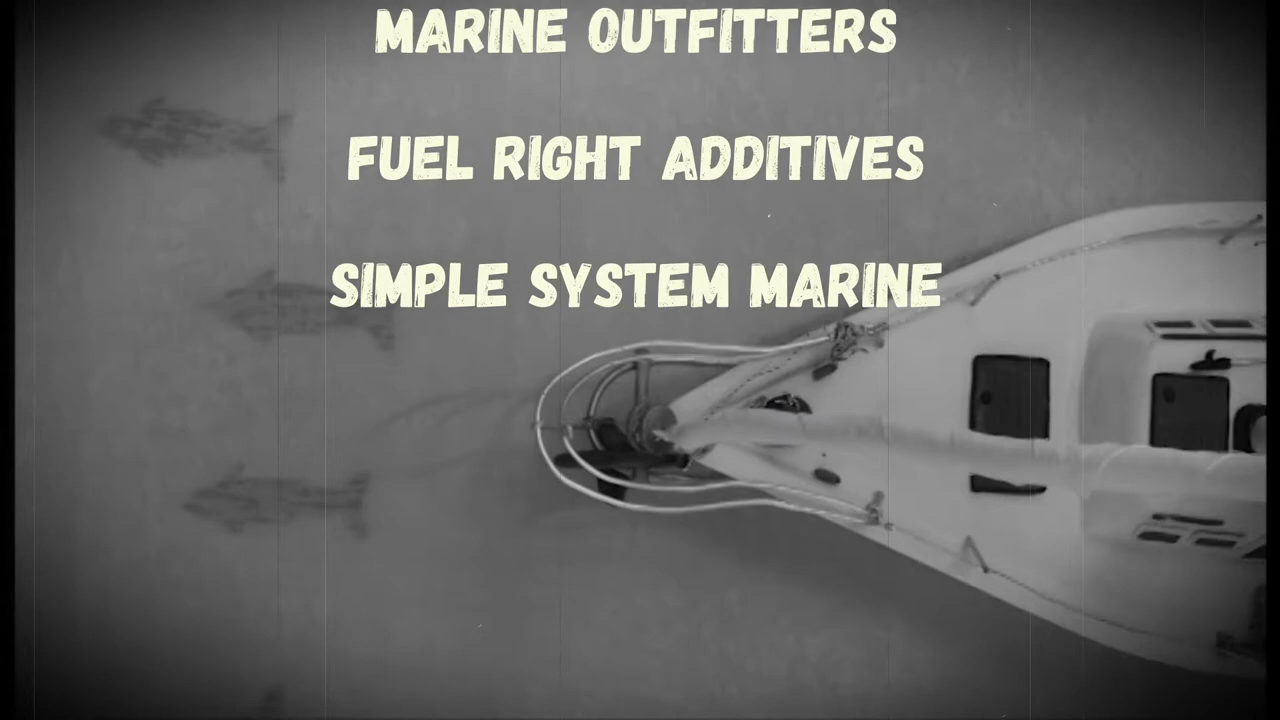 MARINE OUTFITTERS
FUEL RIGHT ADDITIVES
SIMPLE SYSTEM MARINE